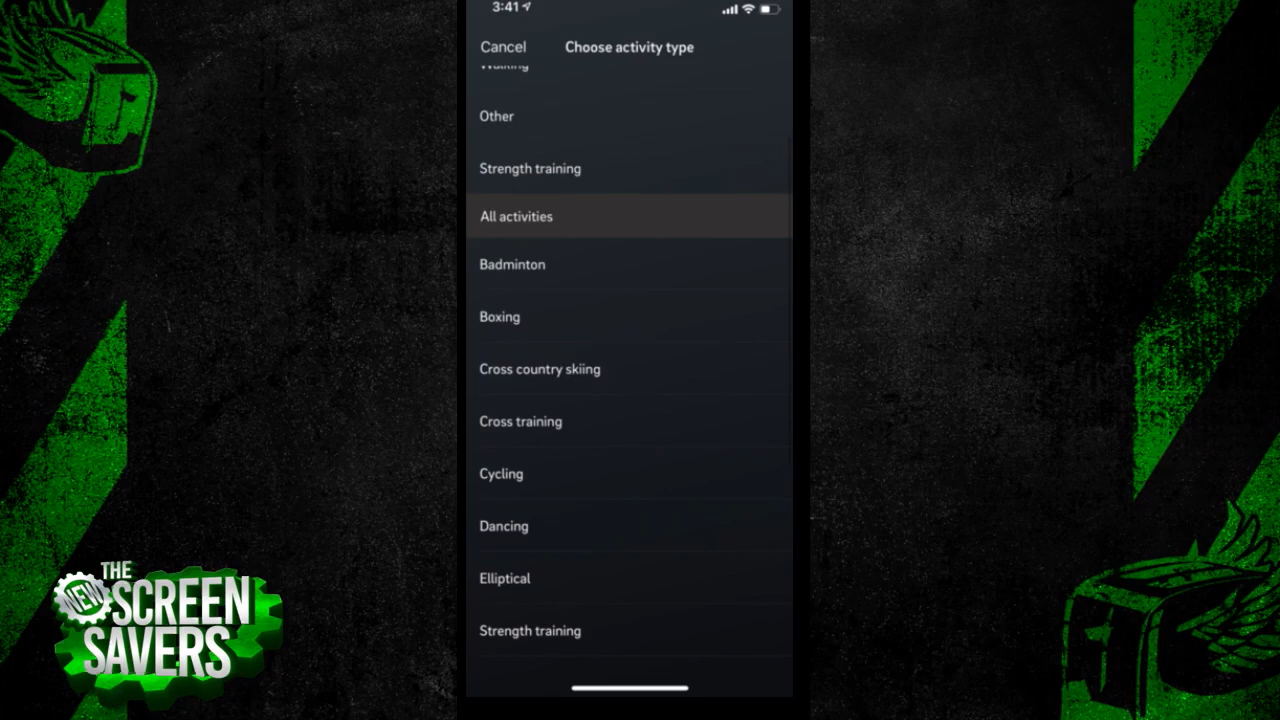 3:41
Cancel
Choose activity type
Walking
Other
Strength training
All activities
Badminton
Boxing
Cross country skiing
Cross training
Cycling
Dancing
Elliptical
Strength training
THE
NEW
SCREEN
SAVERS